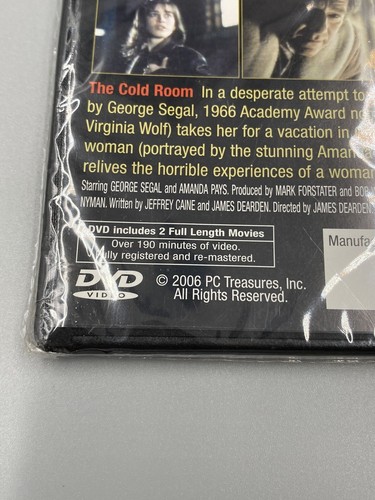 The Cold Room In a desperate attempt to
by George Segal, 1966 Academy Award
Virginia Wolf) takes her for a vacation in
woman (portrayed by the stunning
relives the horrible experiences of a woma
Starring GEORGE SEGAL and AMANDA PAYS. Produced by MARK FORSTATER and
NYMAN. Written by JEFFREY CAINE and JAMES DEARDEN. Directed by JAMES DEARDEN.
DVD includes 2 Full Length Movies
Over 190 minutes of video.
Fully registered and re-mastered.
Manufa
DVD
VIDEO
© 2006 PC Treasures, Inc.
All Rights Reserved.